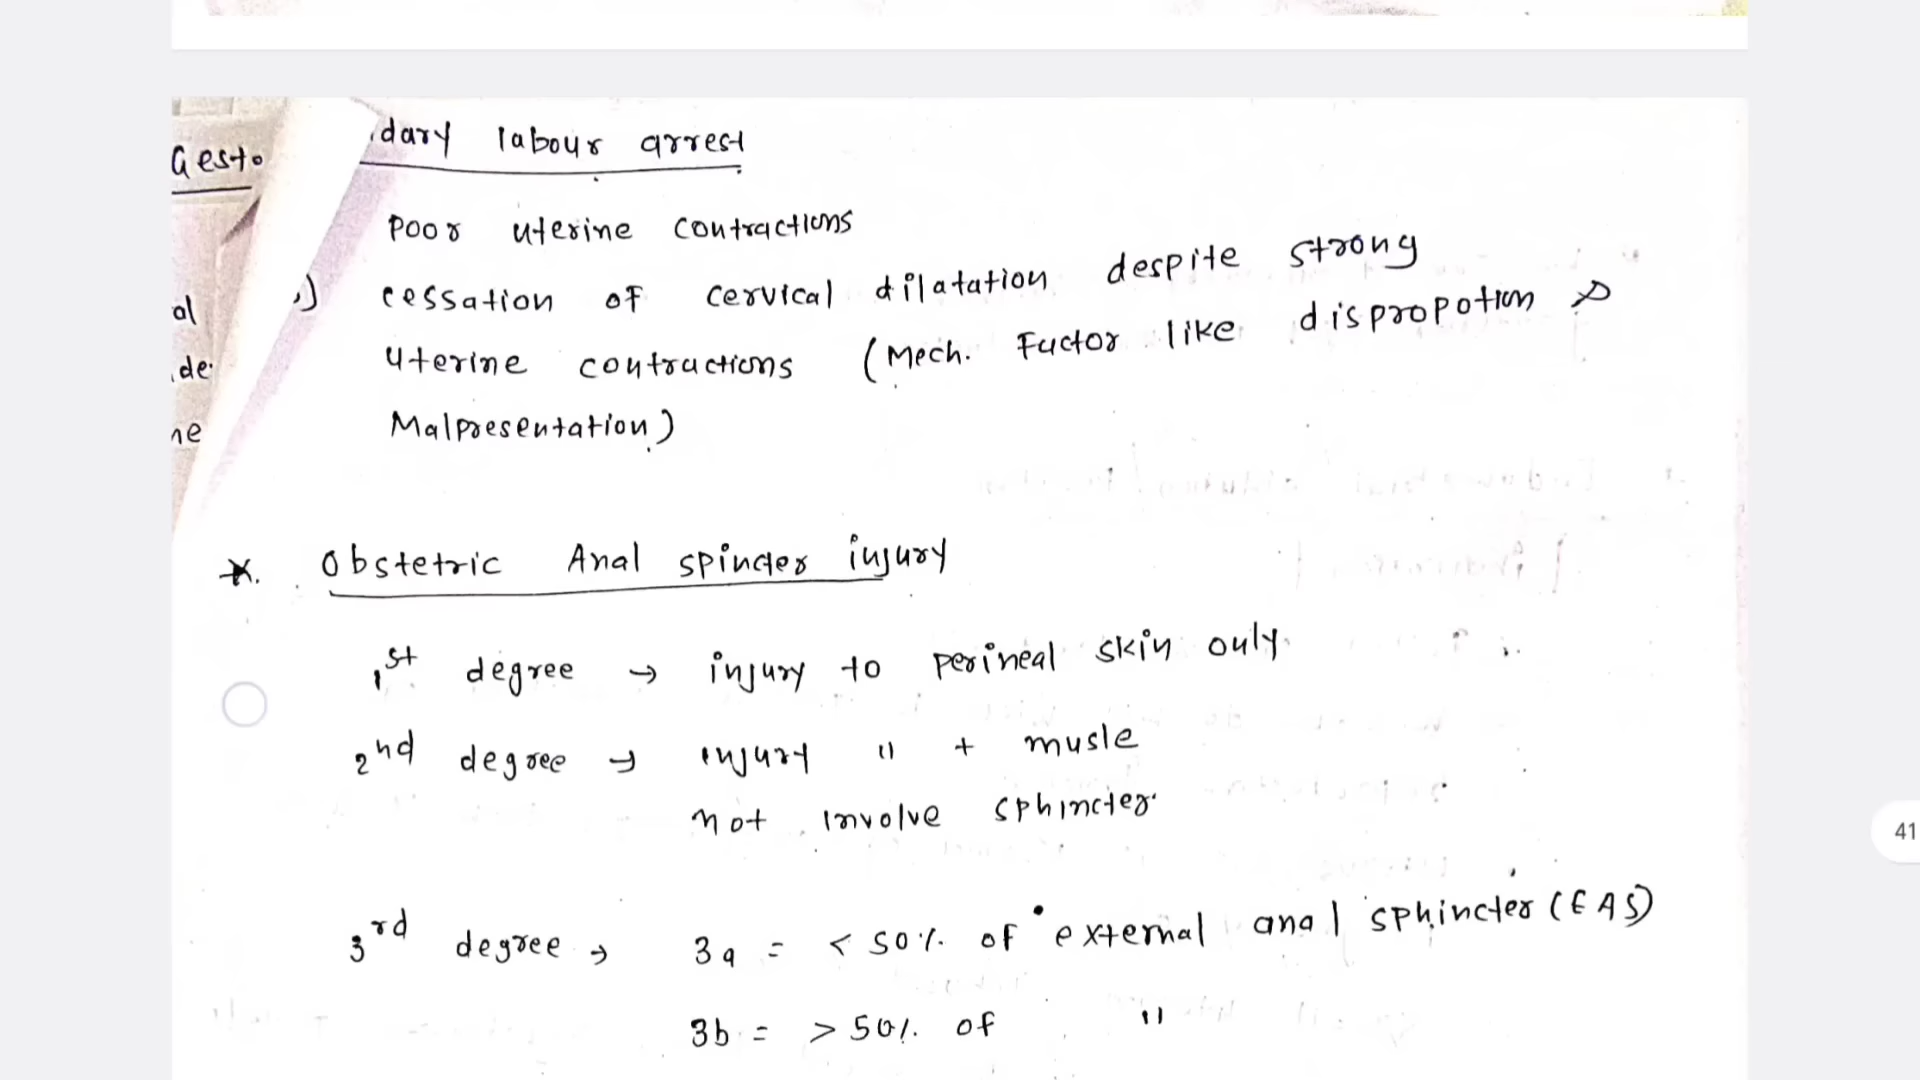 Gesto
al
de
ne
dary labour arrest
Poor uterine contractions
cessation of cervical dilatation despite strong
uterine contractions (Mech. Factor like dispropotion
Malpresentation)
*. Obstetric Anal spincter injury
1st degree → injury to perineal skin only.
2nd degree → injury " + musle
not involve sphincter.
3rd degree → 3a = < 50% of external anal sphincter (EAS)
3b = > 50% of "
41